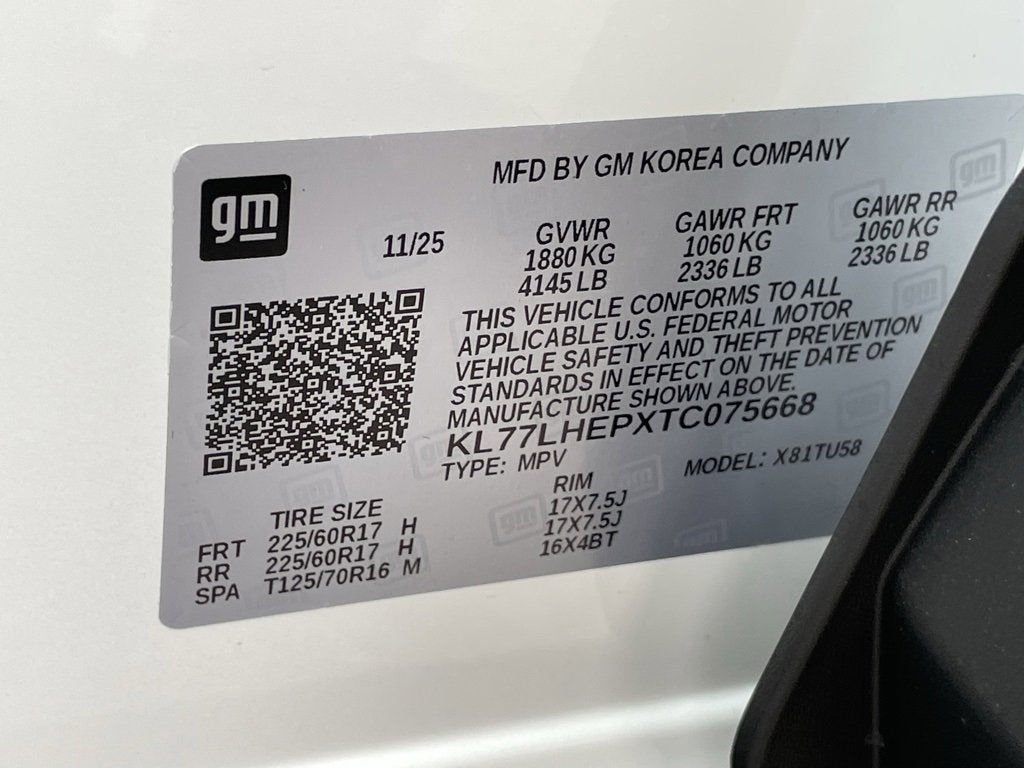 gm
MFD BY GM KOREA COMPANY
11/25
GVWR GAWR FRT GAWR RR
1880 KG 1060 KG 1060 KG
4145 LB 2336 LB 2336 LB
THIS VEHICLE CONFORMS TO ALL
APPLICABLE U.S. FEDERAL MOTOR
VEHICLE SAFETY AND THEFT PREVENTION
STANDARDS IN EFFECT ON THE DATE OF
MANUFACTURE SHOWN ABOVE.
KL77LHEPXTC075668
TYPE: MPV MODEL: X81TU58
TIRE SIZE RIM
FRT 225/60R17 H 17X7.5J
RR 225/60R17 H 17X7.5J
SPA T125/70R16 M 16X4BT